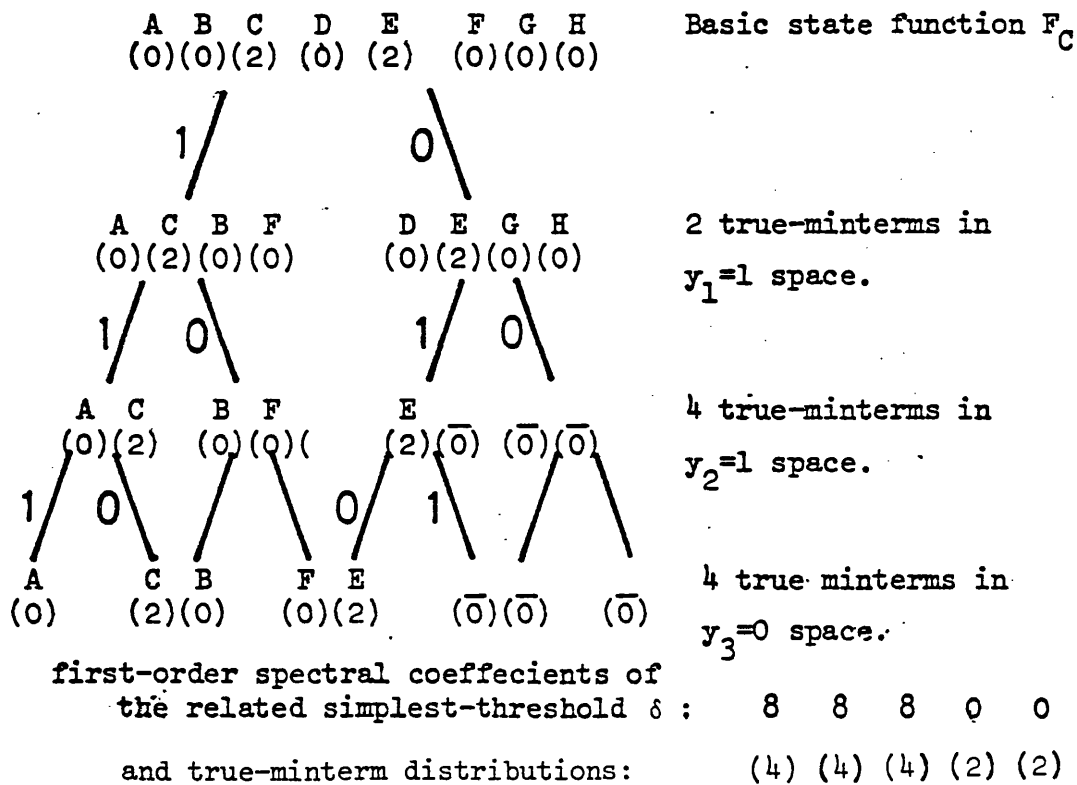 A B C D E F G H Basic state function F_C
(0)(0)(2) (0) (2) (0)(0)(0)
1 0
A C B F D E G H 2 true-minterms in
(0)(2)(0)(0) (0)(2)(0)(0) y₁=1 space.
1 0 1 0
A C B F E 4 true-minterms in
(0)(2) (0)(0)( (2)(0̅) (0̅)(0̅) y₂=1 space.
1 0 0 1
A C B F E 4 true minterms in
(0) (2)(0) (0)(2) (0̅)(0̅) (0̅) y₃=0 space.
first-order spectral coeffecients of
the related simplest-threshold δ : 8 8 8 0 0
and true-minterm distributions: (4) (4) (4) (2) (2)